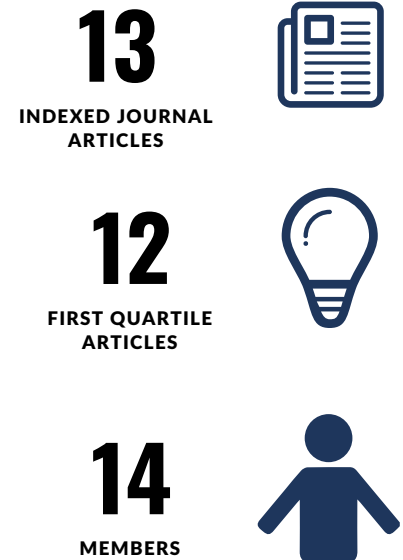 13
INDEXED JOURNAL
ARTICLES
12
FIRST QUARTILE
ARTICLES
14
MEMBERS